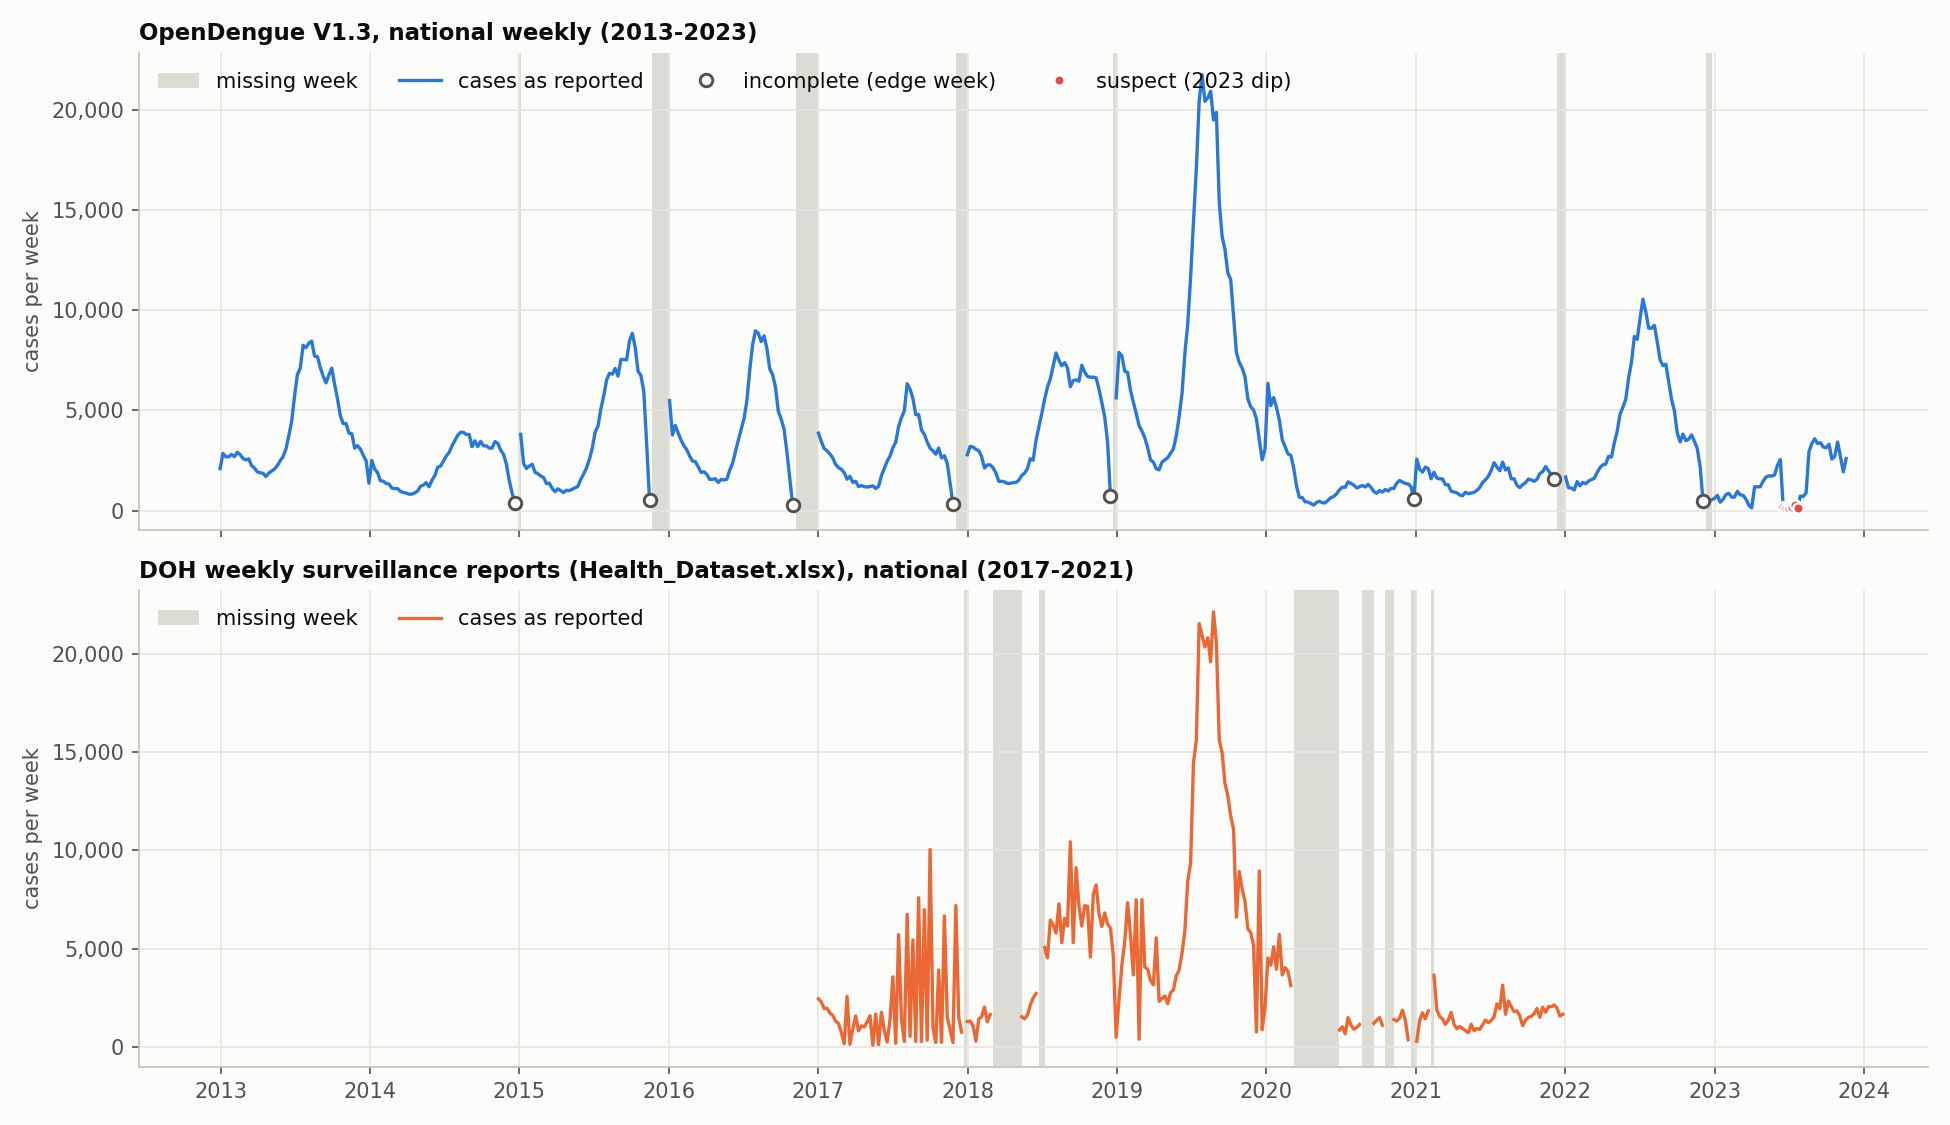 OpenDengue V1.3, national weekly (2013-2023)
missing week cases as reported incomplete (edge week) suspect (2023 dip)
20,000
15,000
10,000
5,000
0
cases per week
DOH weekly surveillance reports (Health_Dataset.xlsx), national (2017-2021)
missing week cases as reported
20,000
15,000
10,000
5,000
0
cases per week
2013 2014 2015 2016 2017 2018 2019 2020 2021 2022 2023 2024